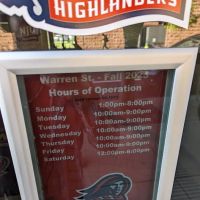 HIGHLANDERS
Warren St. - Fall 2023
Hours of Operation
Sunday 1:00pm-8:00pm
Monday 10:00am-9:00pm
Tuesday 10:00am-9:00pm
Wednesday 10:00am-9:00pm
Thursday 10:00am-9:00pm
Friday 10:00am-8:00pm
Saturday 12:00pm-8:00pm